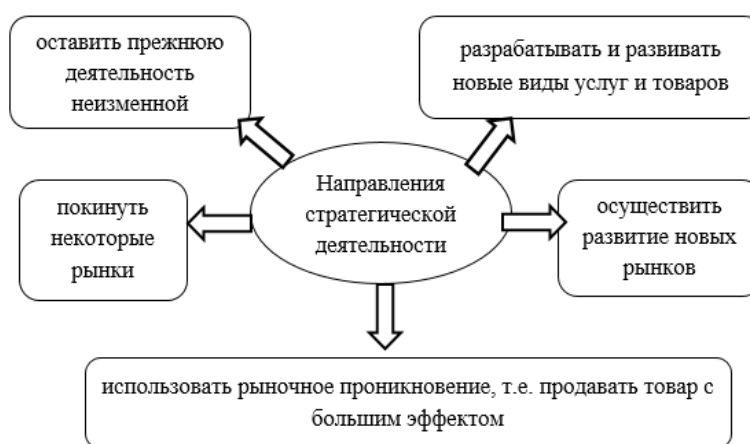 оставить прежнюю
деятельность
неизменной
разрабатывать и развивать
новые виды услуг и товаров
Направления
стратегической
деятельности
покинуть
некоторые
рынки
осуществить
развитие новых
рынков
использовать рыночное проникновение, т.е. продавать товар с
большим эффектом